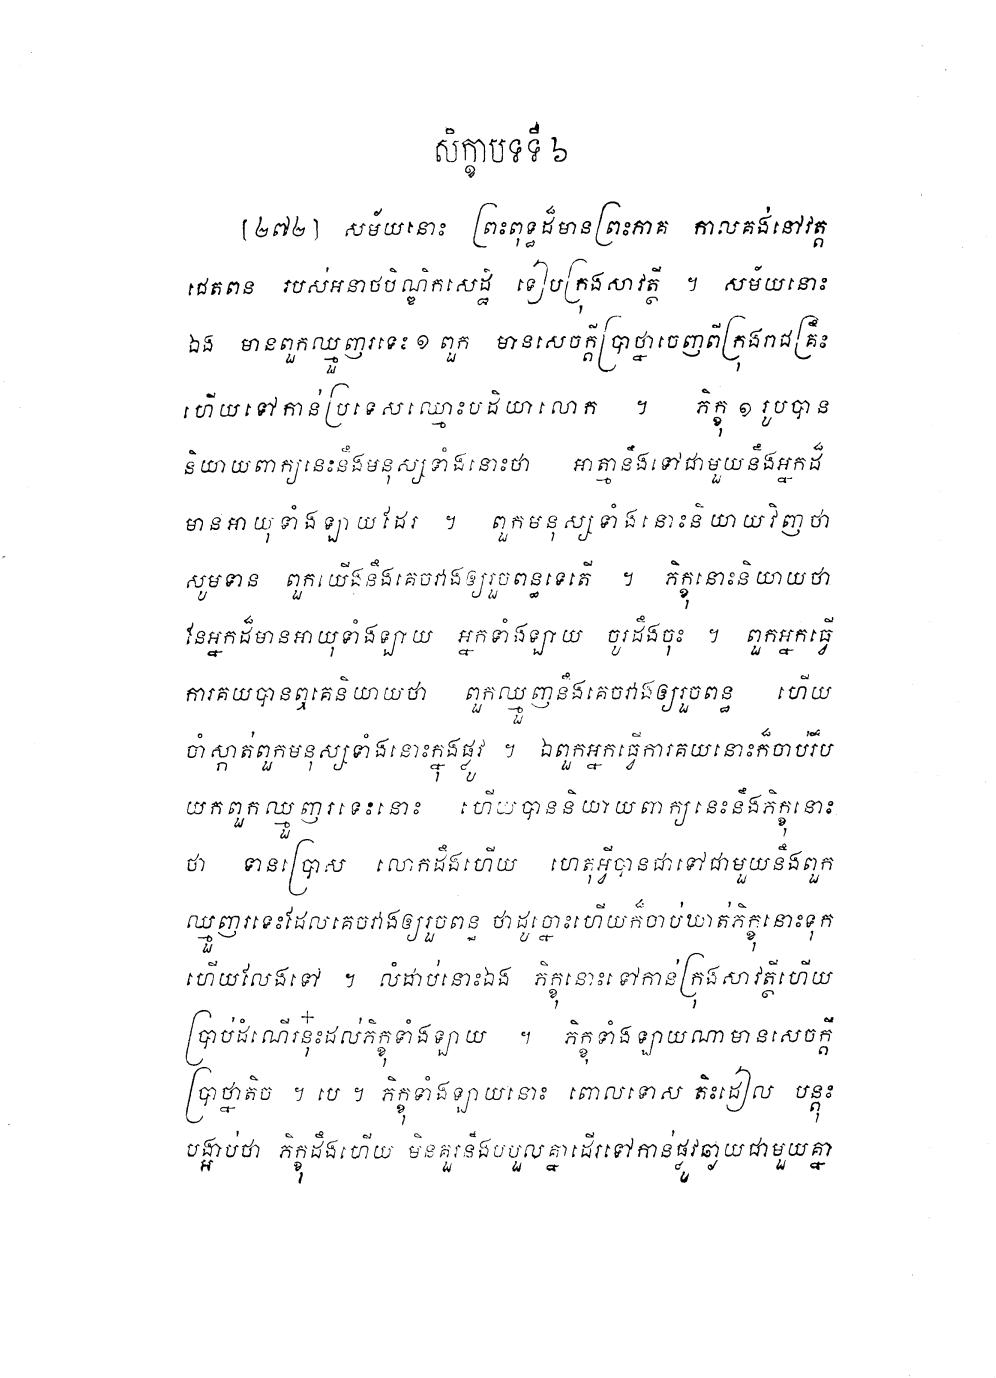 សិក្ខាបទទី ៦
[២៧២] សម័យនោះ ព្រះពុទ្ធដ៏មានព្រះភាគ កាលគង់នៅវត្ត
ជេតពន របស់អនាថបិណ្ឌិកសេដ្ឋី ទៀបក្រុងសាវត្ថី ។ សម័យនោះ
ឯង មានពួកឈ្មួញរទេះ ១ ពួក មានសេចក្តីប្រាថ្នាចេញពីក្រុងរាជគ្រឹះ
ហើយទៅកាន់ប្រទេសឈ្មោះបដិយាលោក ។ ភិក្ខុ ១ រូបបាន
និយាយពាក្យនេះនឹងមនុស្សទាំងនោះថា អាត្មានឹងទៅជាមួយនឹងអ្នកដ៏
មានអាយុទាំងឡាយដែរ ។ ពួកមនុស្សទាំងនោះនិយាយវិញថា
សូមទាន ពួកយើងនឹងគេចវាងឲ្យរួចពន្ធទេតើ ។ ភិក្ខុនោះនិយាយថា
នែអ្នកដ៏មានអាយុទាំងឡាយ អ្នកទាំងឡាយ ចូរដឹងចុះ ។ ពួកអ្នកធ្វើ
ការគយបានឮគេនិយាយថា ពួកឈ្មួញនឹងគេចវាងឲ្យរួចពន្ធ ហើយ
ចាំស្កាត់ពួកមនុស្សទាំងនោះក្នុងផ្លូវ ។ ឯពួកអ្នកធ្វើការគយនោះក៏ចាប់រឹប
យកពួកឈ្មួញរទេះនោះ ហើយបាននិយាយពាក្យនេះនឹងភិក្ខុនោះ
ថា ទានប្រោស លោកដឹងហើយ ហេតុអ្វីបានជាទៅជាមួយនឹងពួក
ឈ្មួញរទេះដែលគេចវាងឲ្យរួចពន្ធ ថាដូច្នោះហើយក៏ចាប់ឃាត់ភិក្ខុនោះទុក
ហើយលែងទៅ ។ លំដាប់នោះឯង ភិក្ខុនោះទៅកាន់ក្រុងសាវត្ថីហើយ
ប្រាប់ដំណើរនុ៎ះដល់ភិក្ខុទាំងឡាយ ។ ភិក្ខុទាំងឡាយណាមានសេចក្តី
ប្រាថ្នាតិច ។ បេ ។ ភិក្ខុទាំងឡាយនោះ ពោលទោស តិះដៀល បន្តុះ
បង្អាប់ថា ភិក្ខុដឹងហើយ មិនគួរនឹងបបួលគ្នាដើរទៅកាន់ផ្លូវឆ្ងាយជាមួយគ្នា